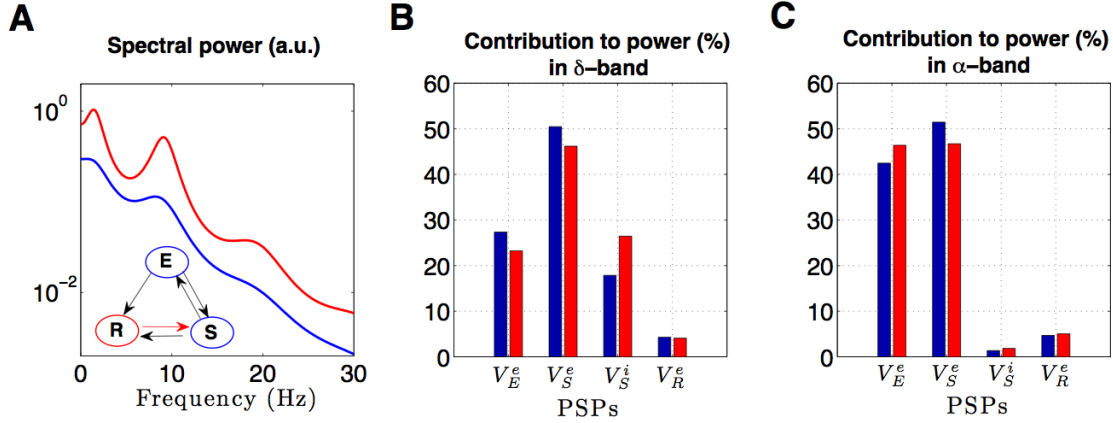 A
Spectral power (a.u.)
10^0
10^−2
E
R
S
0 10 20 30
Frequency (Hz)
B
Contribution to power (%)
in δ−band
60
50
40
30
20
10
0
V_E^e V_S^e V_S^i V_R^e
PSPs
C
Contribution to power (%)
in α−band
60
50
40
30
20
10
0
V_E^e V_S^e V_S^i V_R^e
PSPs